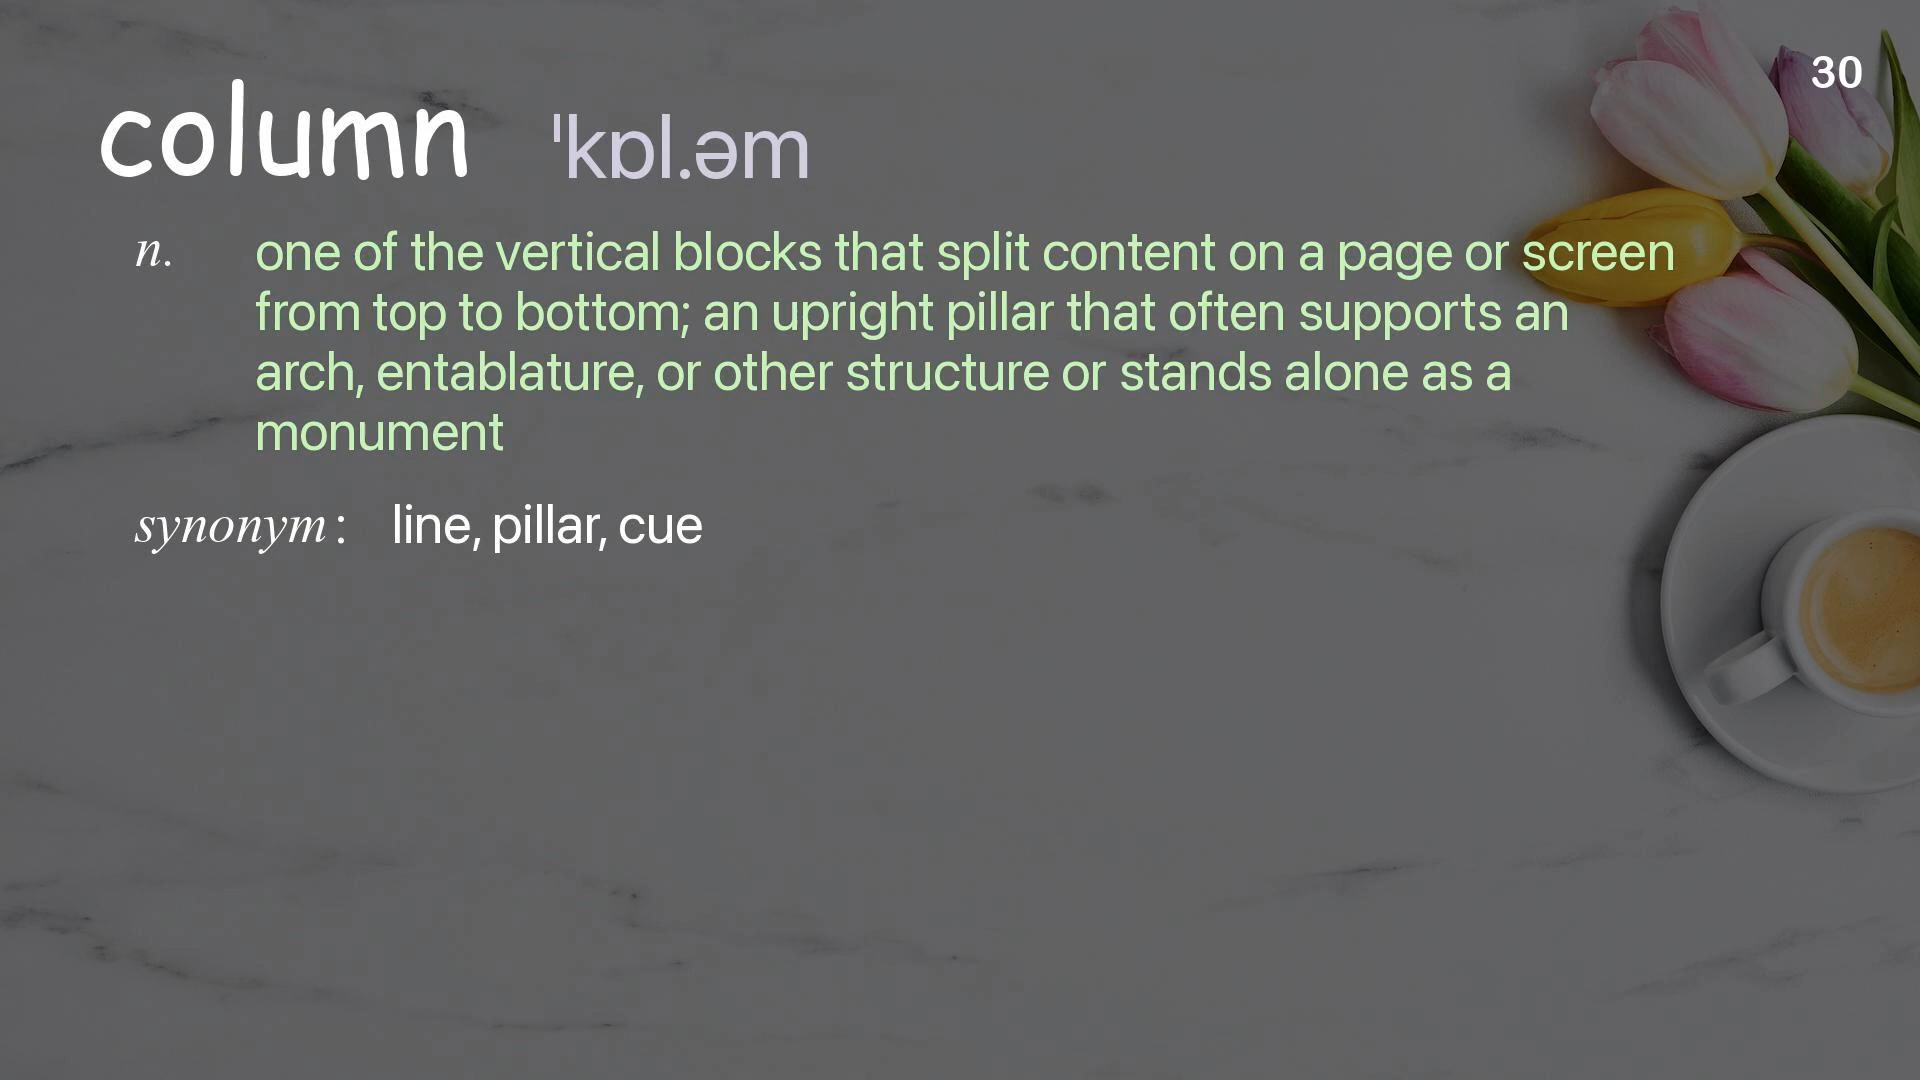 30
column ˈkɒl.əm
n. one of the vertical blocks that split content on a page or screen
from top to bottom; an upright pillar that often supports an
arch, entablature, or other structure or stands alone as a
monument
synonym: line, pillar, cue